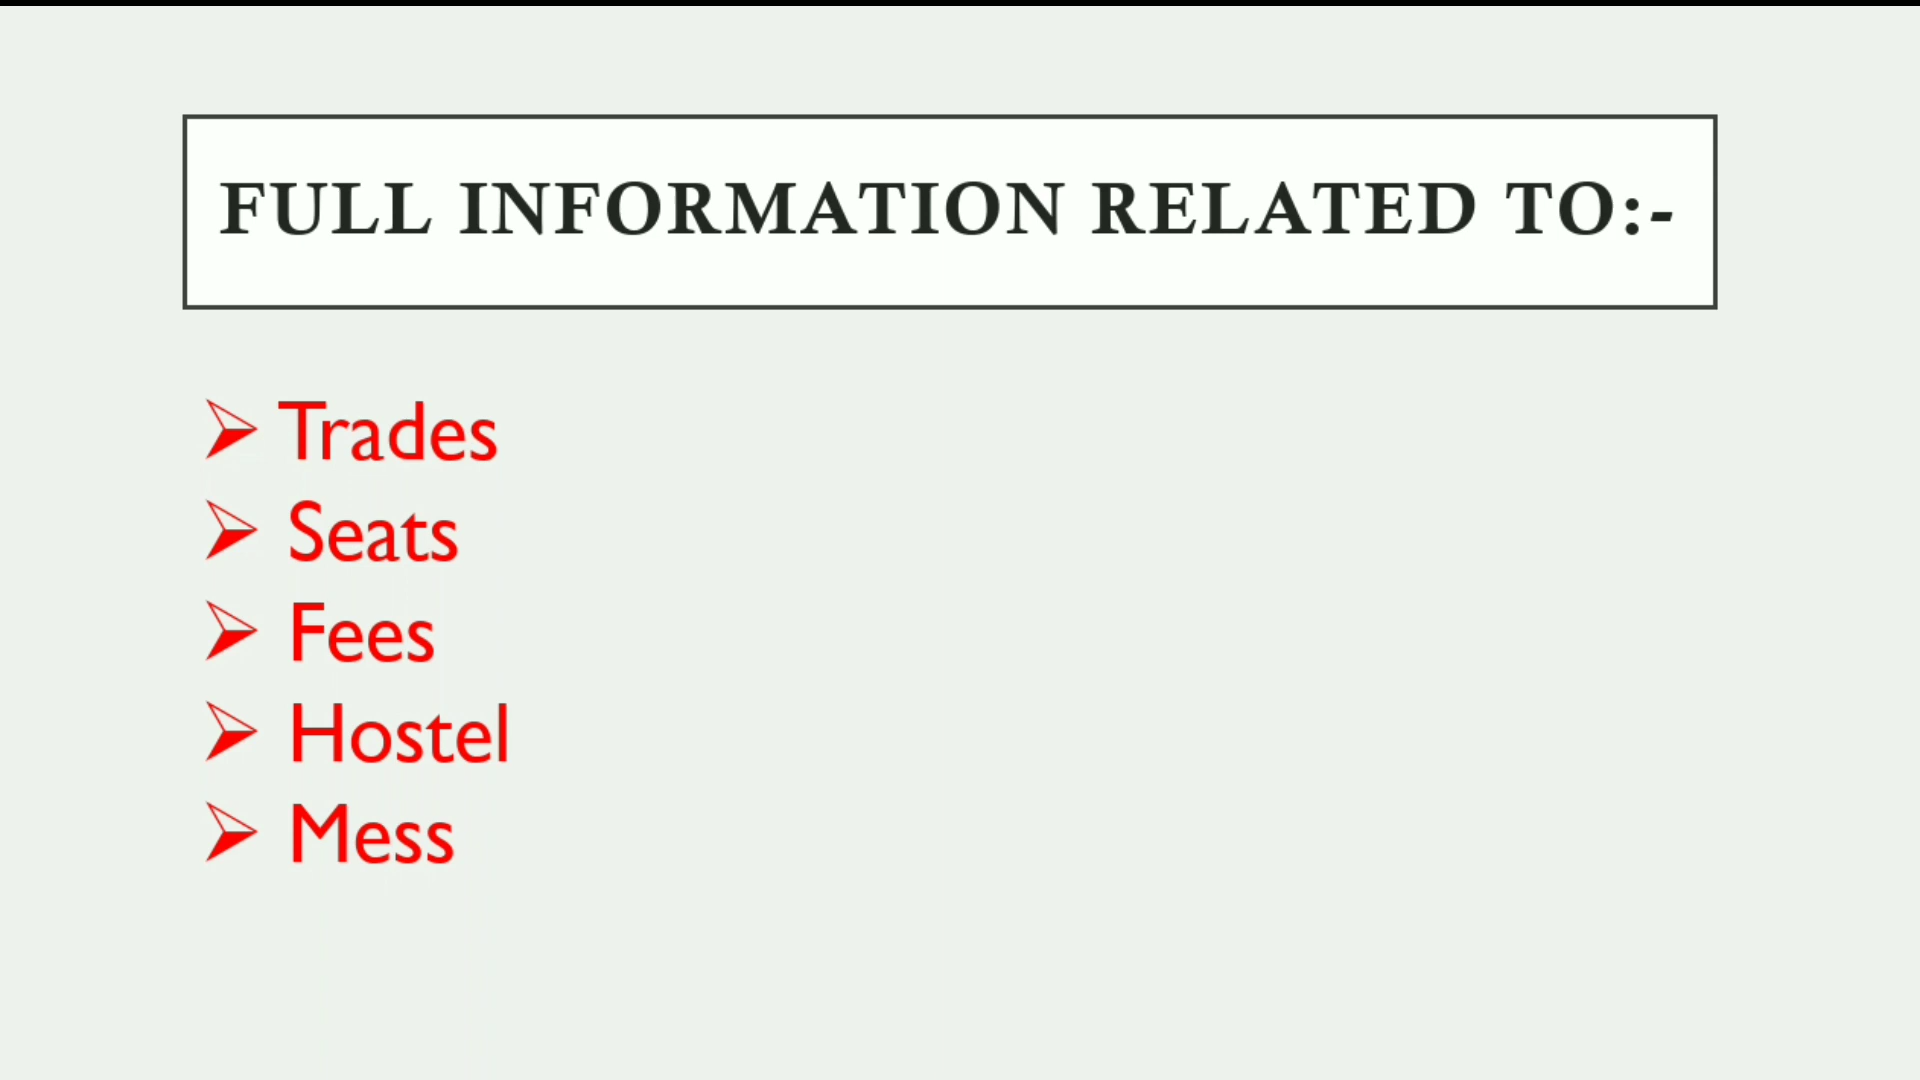 FULL INFORMATION RELATED TO:-
Trades
Seats
Fees
Hostel
Mess